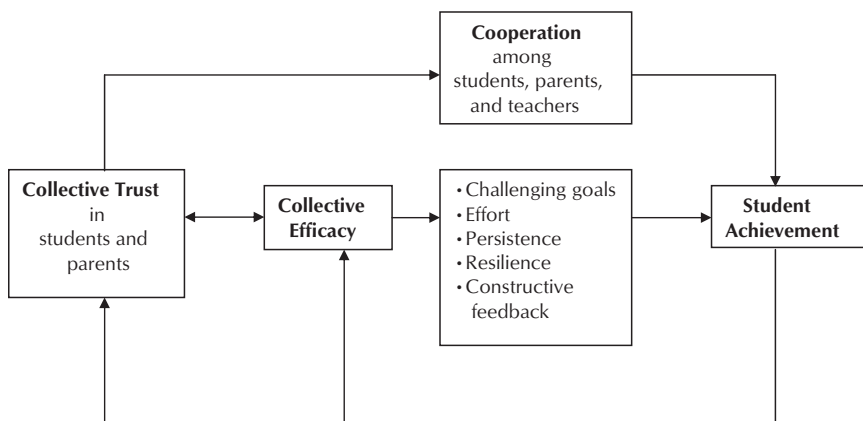 Cooperation
among
students, parents,
and teachers
Collective Trust
in
students and
parents
Collective
Efficacy
• Challenging goals
• Effort
• Persistence
• Resilience
• Constructive
feedback
Student
Achievement